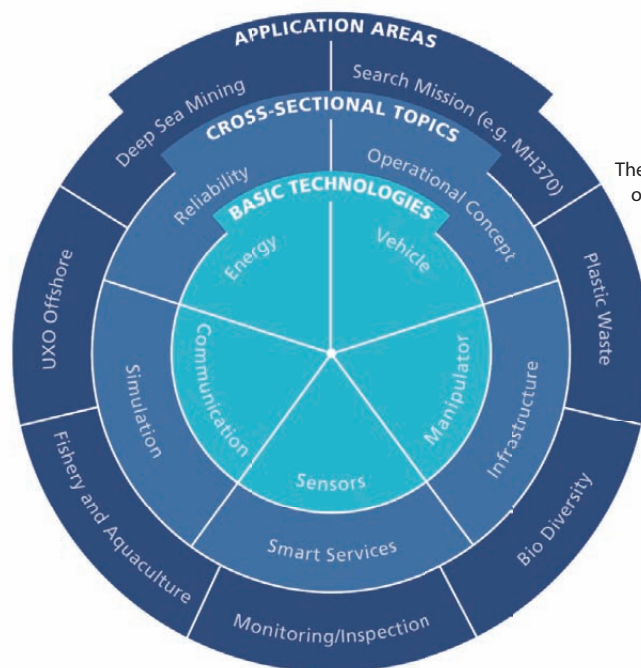 APPLICATION AREAS
Deep Sea Mining
Search Mission (e.g. MH370)
CROSS-SECTIONAL TOPICS
Reliability
Operational Concept
BASIC TECHNOLOGIES
Energy
Vehicle
The
o
UXO Offshore
Plastic Waste
Simulation
Communication
Manipulator
Infrastructure
Sensors
Smart Services
Fishery and Aquaculture
Bio Diversity
Monitoring/Inspection